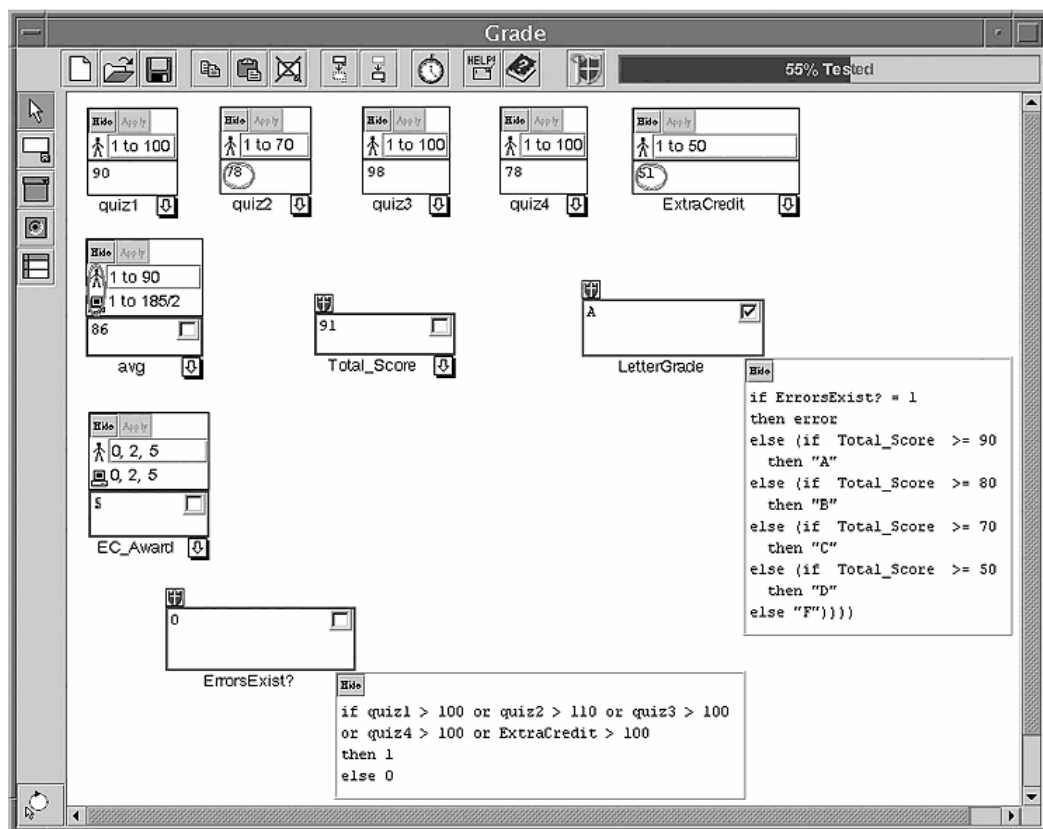 Grade
HELP!
55% Tested
Hide Apply
1 to 100
90
quiz1
Hide Apply
1 to 70
78
quiz2
Hide Apply
1 to 100
98
quiz3
Hide Apply
1 to 100
78
quiz4
Hide Apply
1 to 50
51
ExtraCredit
Hide Apply
1 to 90
1 to 185/2
86
avg
91
Total_Score
A
LetterGrade
Hide
if ErrorsExist? = 1
then error
else (if Total_Score >= 90
then "A"
else (if Total_Score >= 80
then "B"
else (if Total_Score >= 70
then "C"
else (if Total_Score >= 50
then "D"
else "F"))))
Hide Apply
0, 2, 5
0, 2, 5
5
EC_Award
0
ErrorsExist?
Hide
if quiz1 > 100 or quiz2 > 110 or quiz3 > 100
or quiz4 > 100 or ExtraCredit > 100
then 1
else 0